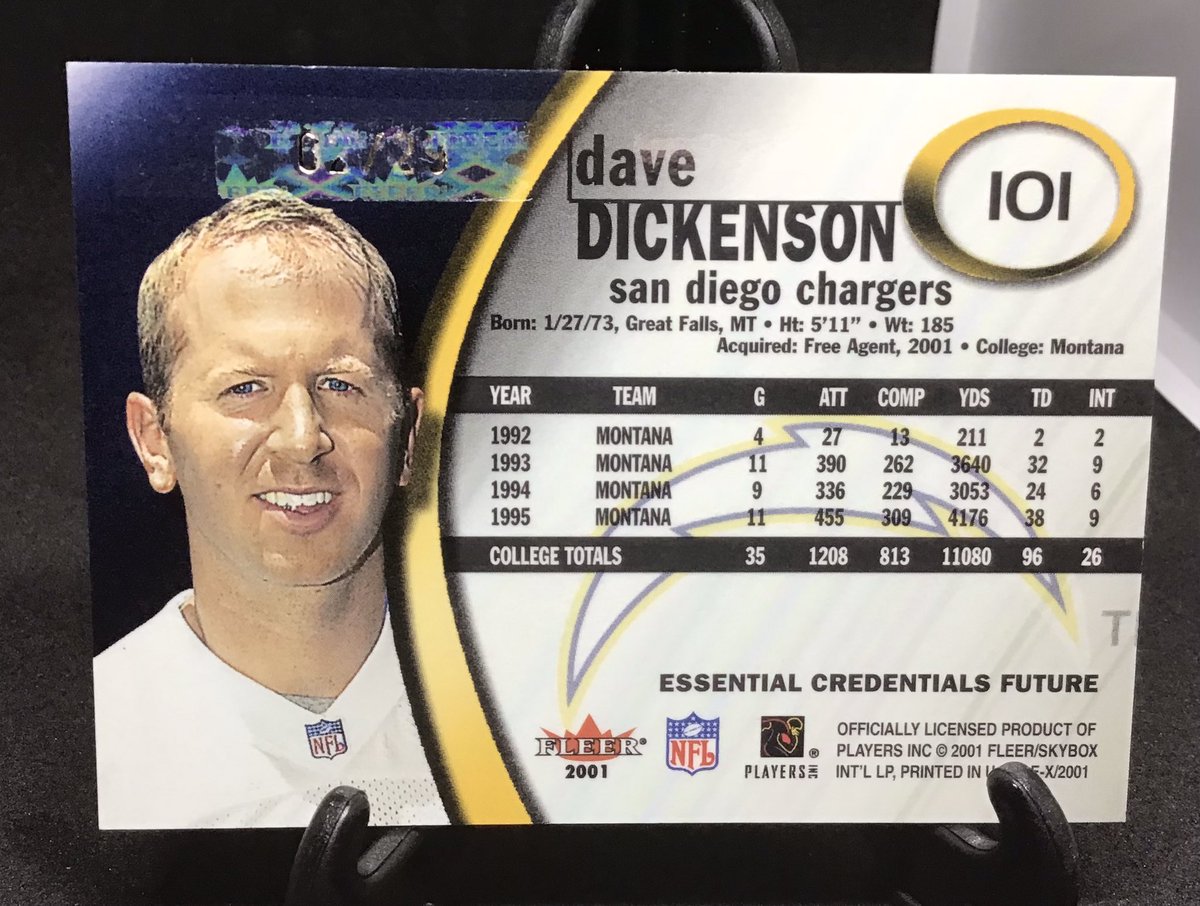 dave
DICKENSON
101
san diego chargers
Born: 1/27/73, Great Falls, MT • Ht: 5'11" • Wt: 185
Acquired: Free Agent, 2001 • College: Montana
YEAR TEAM G ATT COMP YDS TD INT
1992 MONTANA 4 27 13 211 2 2
1993 MONTANA 11 390 262 3640 32 9
1994 MONTANA 9 336 229 3053 24 6
1995 MONTANA 11 455 309 4176 38 9
COLLEGE TOTALS 35 1208 813 11080 96 26
T
ESSENTIAL CREDENTIALS FUTURE
NFL
FLEER®
2001
NFL
PLAYERS INC ®
OFFICIALLY LICENSED PRODUCT OF
PLAYERS INC © 2001 FLEER/SKYBOX
INT'L LP, PRINTED IN E-X/2001